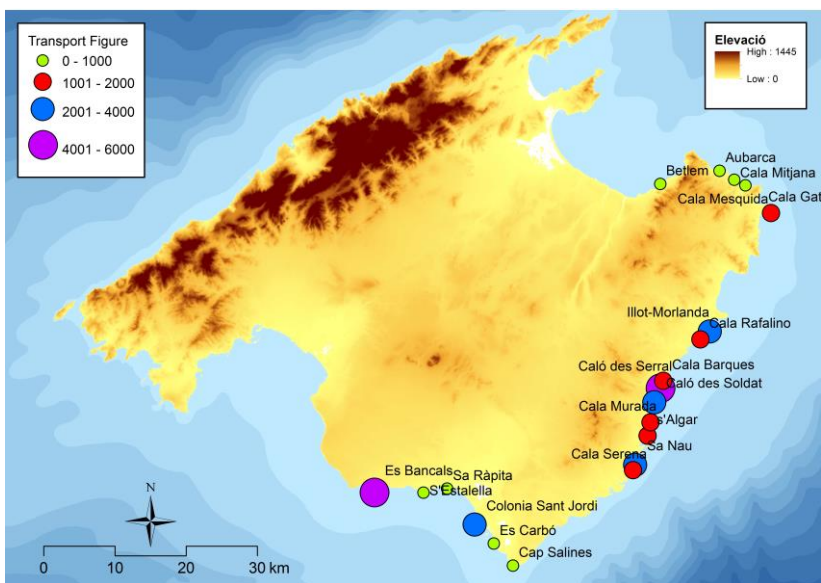 Transport Figure
0 - 1000
1001 - 2000
2001 - 4000
4001 - 6000
Elevació
High : 1445
Low : 0
Aubarca
Betlem
Cala Mitjana
Cala Mesquida
Cala Gat
Illot-Morlanda
Cala Rafalino
Caló des Serral
Cala Barques
Caló des Soldat
Cala Murada
s'Algar
Sa Nau
Cala Serena
Es Bancals
Sa Ràpita
S'Estalella
Colonia Sant Jordi
Es Carbó
Cap Salines
N
0 10 20 30 km